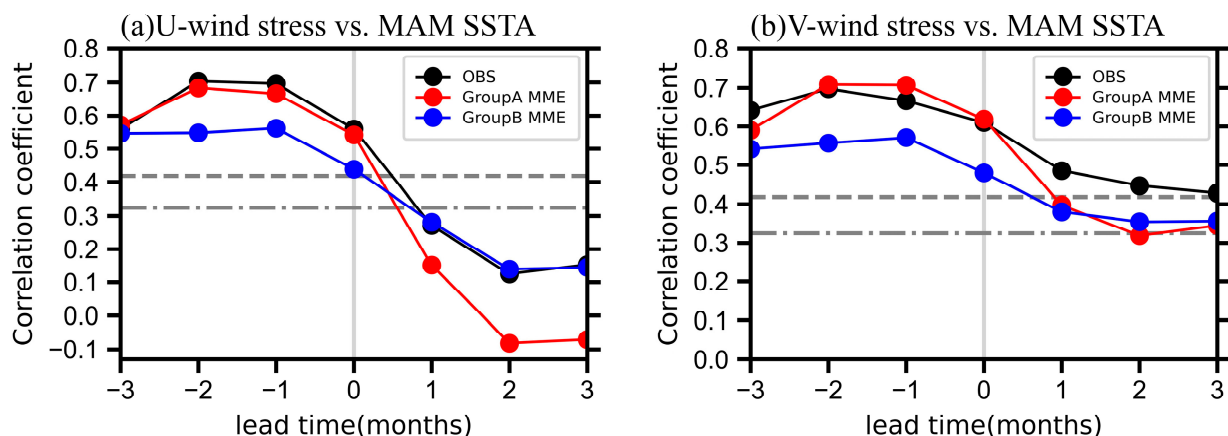 (a)U-wind stress vs. MAM SSTA
Correlation coefficient
0.8
0.7
0.6
0.5
0.4
0.3
0.2
0.1
0.0
−0.1
OBS
GroupA MME
GroupB MME
−3 −2 −1 0 1 2 3
lead time(months)
(b)V-wind stress vs. MAM SSTA
Correlation coefficient
0.8
0.7
0.6
0.5
0.4
0.3
0.2
0.1
0.0
OBS
GroupA MME
GroupB MME
−3 −2 −1 0 1 2 3
lead time(months)